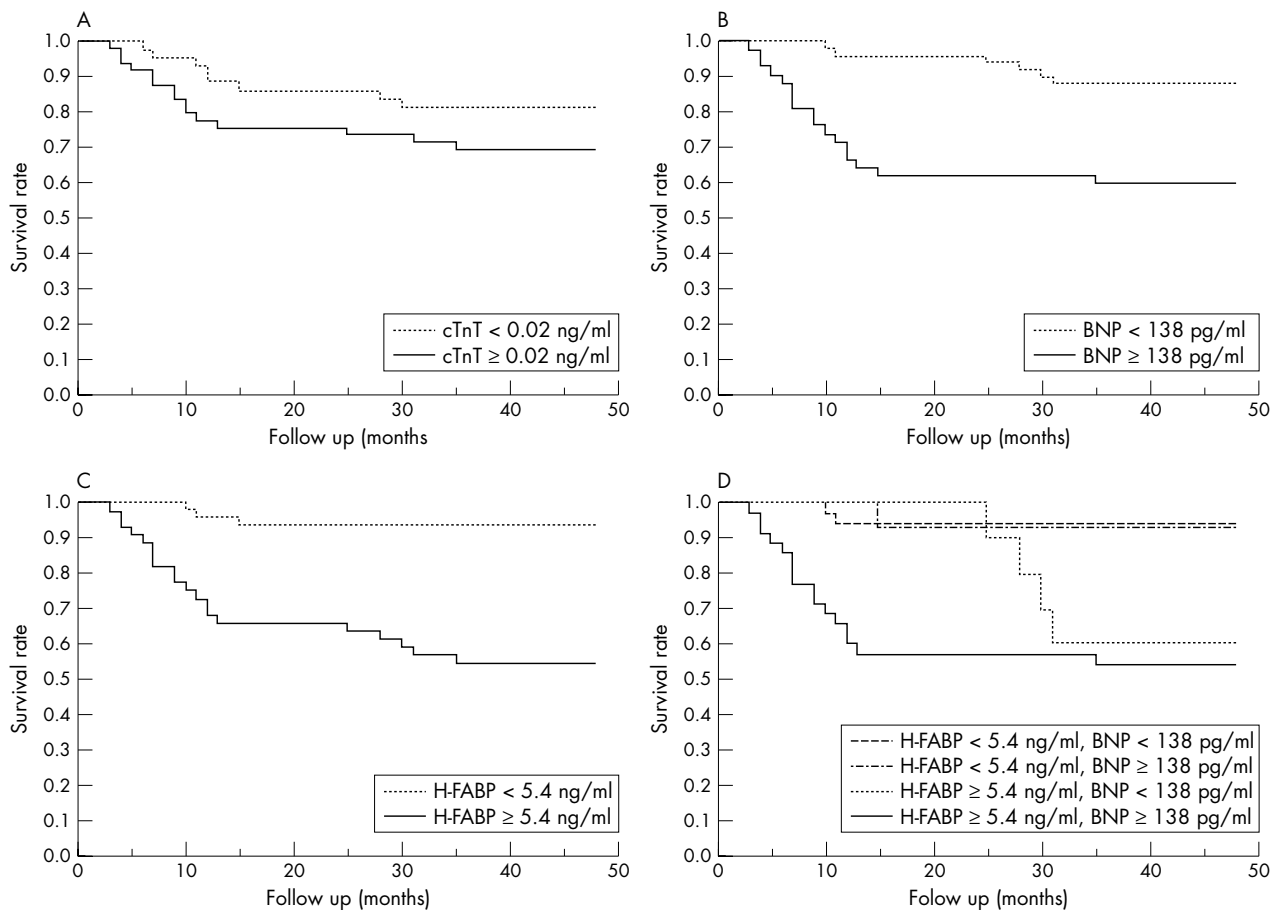 A
1.0
0.9
0.8
0.7
0.6
0.5
0.4
0.3
0.2
0.1
0.0
Survival rate
cTnT < 0.02 ng/ml
cTnT ≥ 0.02 ng/ml
0 10 20 30 40 50
Follow up (months
B
1.0
0.9
0.8
0.7
0.6
0.5
0.4
0.3
0.2
0.1
0.0
Survival rate
BNP < 138 pg/ml
BNP ≥ 138 pg/ml
0 10 20 30 40 50
Follow up (months)
C
1.0
0.9
0.8
0.7
0.6
0.5
0.4
0.3
0.2
0.1
0.0
Survival rate
H-FABP < 5.4 ng/ml
H-FABP ≥ 5.4 ng/ml
0 10 20 30 40 50
Follow up (months)
D
1.0
0.9
0.8
0.7
0.6
0.5
0.4
0.3
0.2
0.1
0.0
Survival rate
H-FABP < 5.4 ng/ml, BNP < 138 pg/ml
H-FABP < 5.4 ng/ml, BNP ≥ 138 pg/ml
H-FABP ≥ 5.4 ng/ml, BNP < 138 pg/ml
H-FABP ≥ 5.4 ng/ml, BNP ≥ 138 pg/ml
0 10 20 30 40 50
Folow up (months)